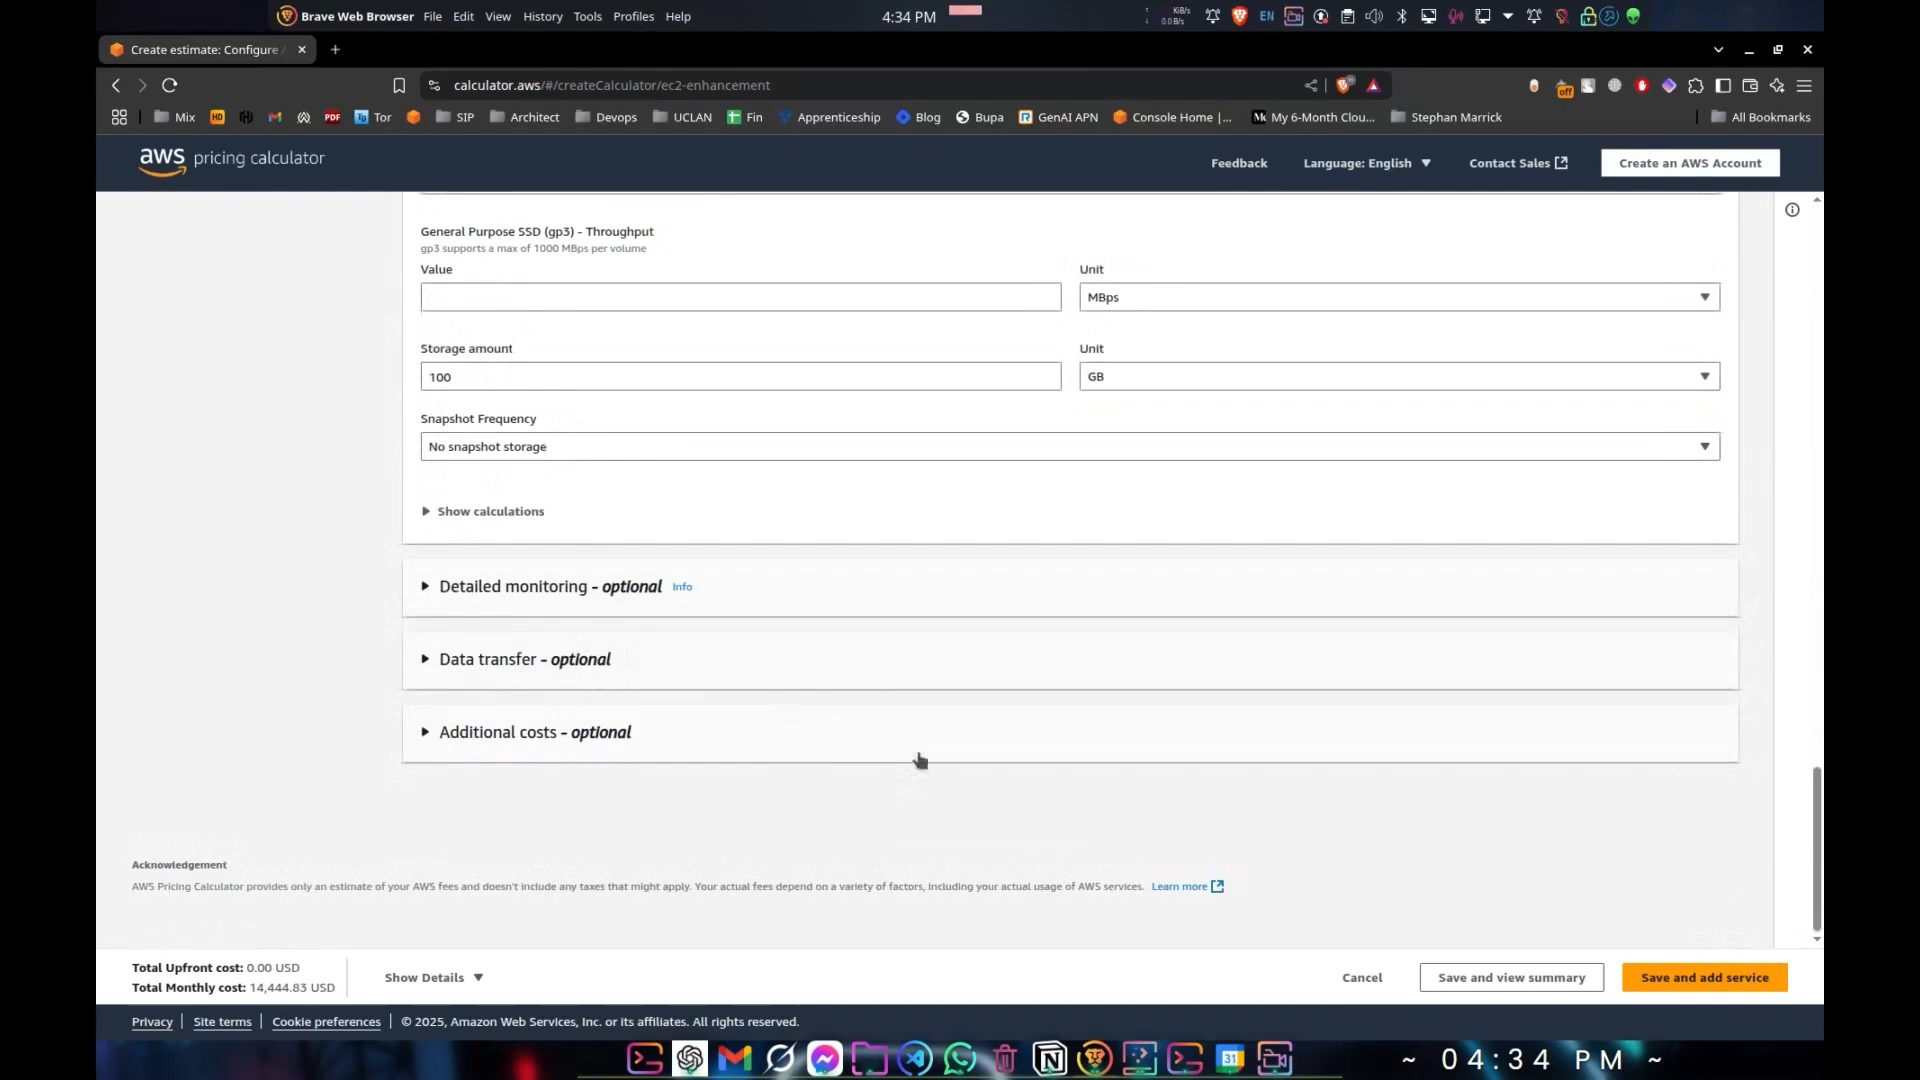 Brave Web Browser File Edit View History Tools Profiles Help 4:34 PM KiB/s 0.0 B/s EN
Create estimate: Configure
calculator.aws/#/createCalculator/ec2-enhancement
off
Mix HD PDF Tor SIP Architect Devops UCLAN Fin Apprenticeship Blog Bupa GenAI APN Console Home |... My 6-Month Clou... Stephan Marrick All Bookmarks
aws pricing calculator Feedback Language: English Contact Sales Create an AWS Account
General Purpose SSD (gp3) - Throughput
gp3 supports a max of 1000 MBps per volume
Value Unit
MBps
Storage amount Unit
100 GB
Snapshot Frequency
No snapshot storage
Show calculations
Detailed monitoring - optional Info
Data transfer - optional
Additional costs - optional
Acknowledgement
AWS Pricing Calculator provides only an estimate of your AWS fees and doesn't include any taxes that might apply. Your actual fees depend on a variety of factors, including your actual usage of AWS services. Learn more
Total Upfront cost: 0.00 USD
Total Monthly cost: 14,444.83 USD
Show Details Cancel Save and view summary Save and add service
Privacy Site terms Cookie preferences © 2025, Amazon Web Services, Inc. or its affiliates. All rights reserved.
31 ~ 04:34 PM ~